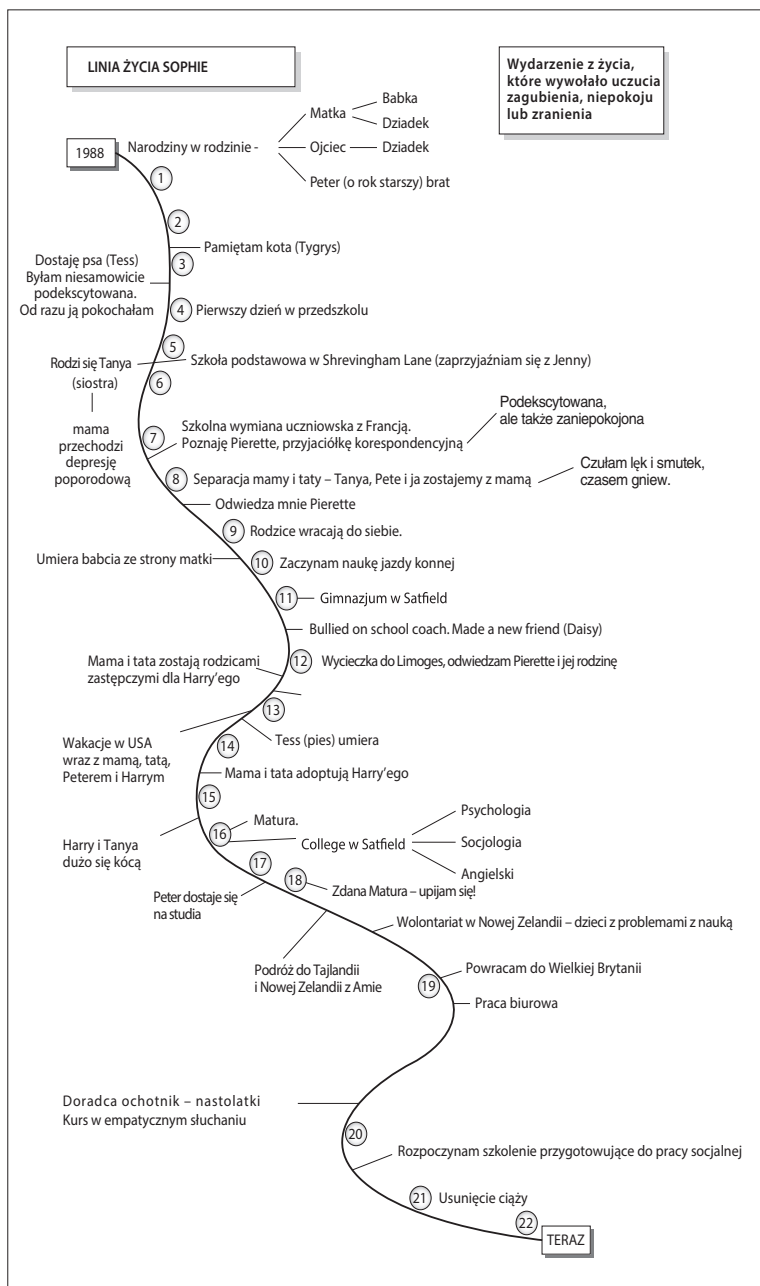 LINIA ŻYCIA SOPHIE
Wydarzenie z życia,
które wywołało uczucia
zagubienia, niepokoju
lub zranienia
1988
Narodziny w rodzinie -
Matka
Babka
Dziadek
Ojciec
Dziadek
Peter (o rok starszy) brat
1
2
Pamiętam kota (Tygrys)
3
Dostaję psa (Tess)
Byłam niesamowicie
podekscytowana.
Od razu ją pokochałam
4
Pierwszy dzień w przedszkolu
5
Szkoła podstawowa w Shrevingham Lane (zaprzyjaźniam się z Jenny)
Rodzi się Tanya
(siostra)
mama
przechodzi
depresję
poporodową
6
7
Szkolna wymiana uczniowska z Francją.
Poznaję Pierette, przyjaciółkę korespondencyjną
Podekscytowana,
ale także zaniepokojona
8
Separacja mamy i taty – Tanya, Pete i ja zostajemy z mamą
Czułam lęk i smutek,
czasem gniew.
Odwiedza mnie Pierette
9
Rodzice wracają do siebie.
Umiera babcia ze strony matki
10
Zaczynam naukę jazdy konnej
11
Gimnazjum w Satfield
Bullied on school coach. Made a new friend (Daisy)
Mama i tata zostają rodzicami
zastępczymi dla Harry’ego
12
Wycieczka do Limoges, odwiedzam Pierette i jej rodzinę
13
Wakacje w USA
wraz z mamą, tatą,
Peterem i Harrym
Tess (pies) umiera
14
Mama i tata adoptują Harry’ego
15
Harry i Tanya
dużo się kócą
16
Matura.
College w Satfield
Psychologia
Socjologia
Angielski
17
Peter dostaje się
na studia
18
Zdana Matura – upijam się!
Wolontariat w Nowej Zelandii – dzieci z problemami z nauką
Podróż do Tajlandii
i Nowej Zelandii z Amie
19
Powracam do Wielkiej Brytanii
Praca biurowa
Doradca ochotnik – nastolatki
Kurs w empatycznym słuchaniu
20
Rozpoczynam szkolenie przygotowujące do pracy socjalnej
21
Usunięcie ciąży
22
TERAZ